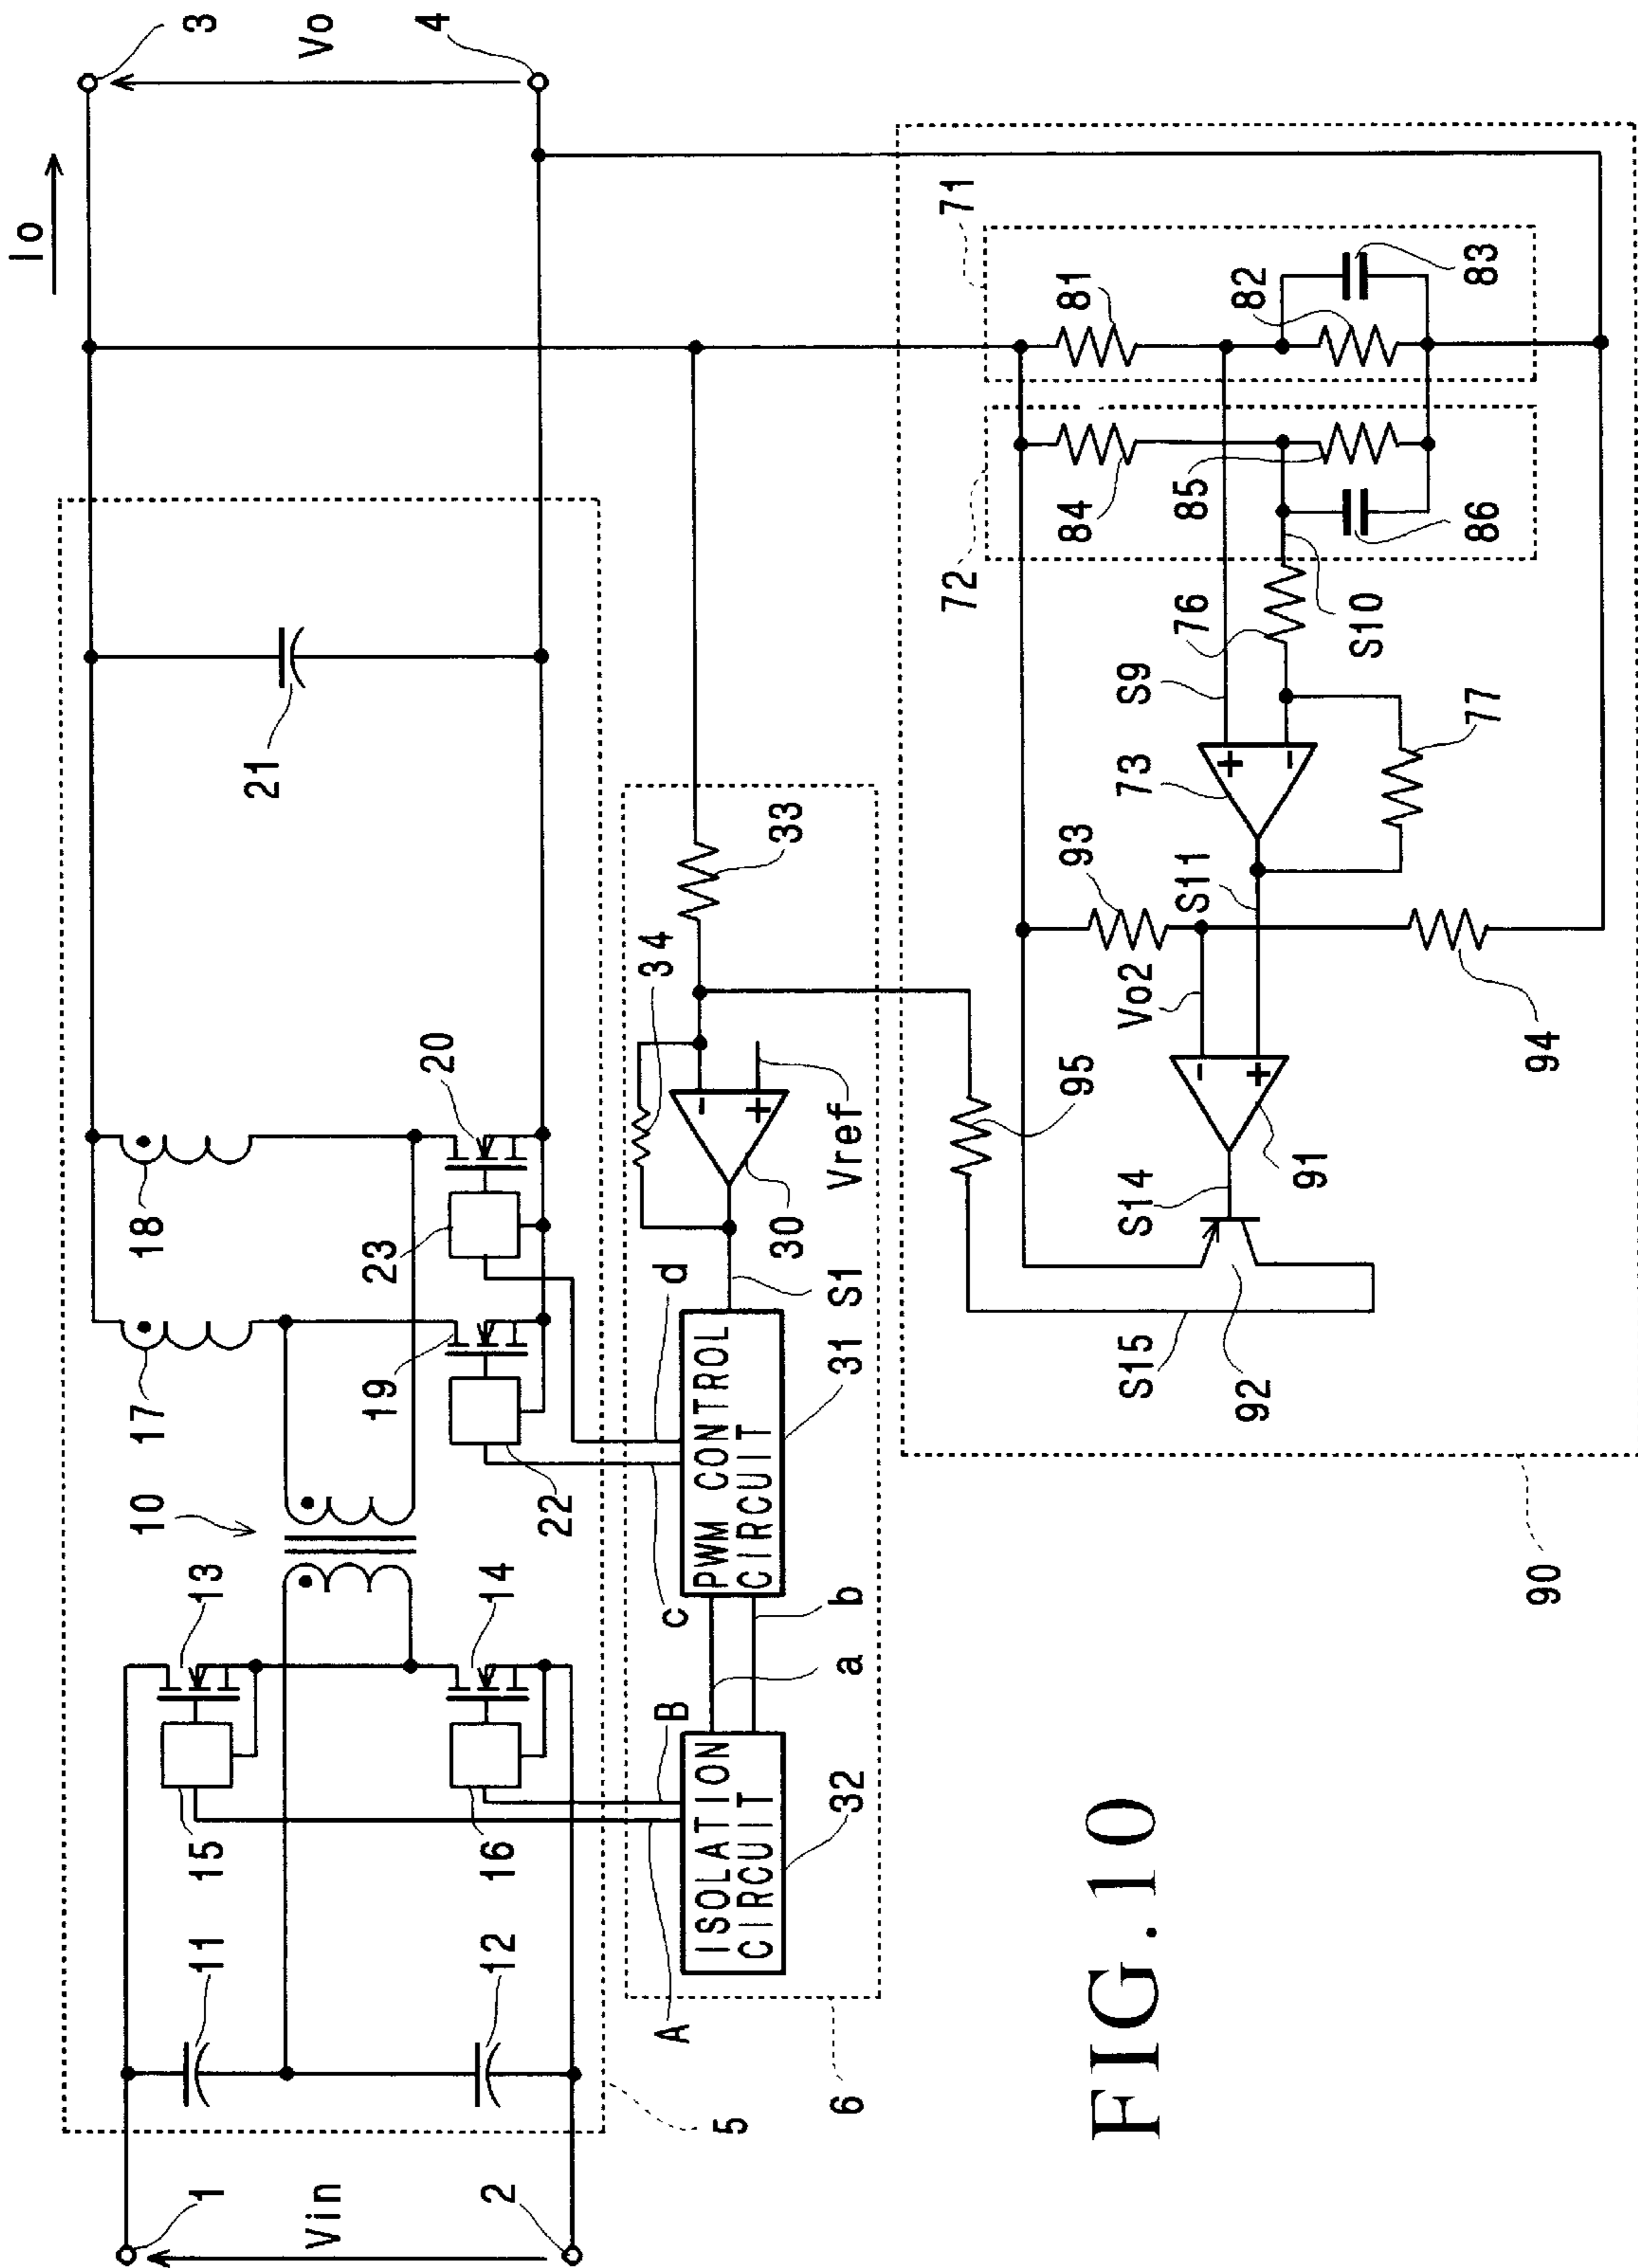 Io
Vin
1
2
11
12
13
14
15
16
10
17
18
19
20
22
23
21
3
Vo
4
5
A
B
a
b
c
d
ISOLATION
CIRCUIT
32
PWM CONTROL
CIRCUIT
31
S1
30
Vref
34
33
6
S15
92
S14
91
95
Vo2
93
94
S11
73
77
S9
76
S10
72
84
85
86
71
81
82
83
90
FIG.10